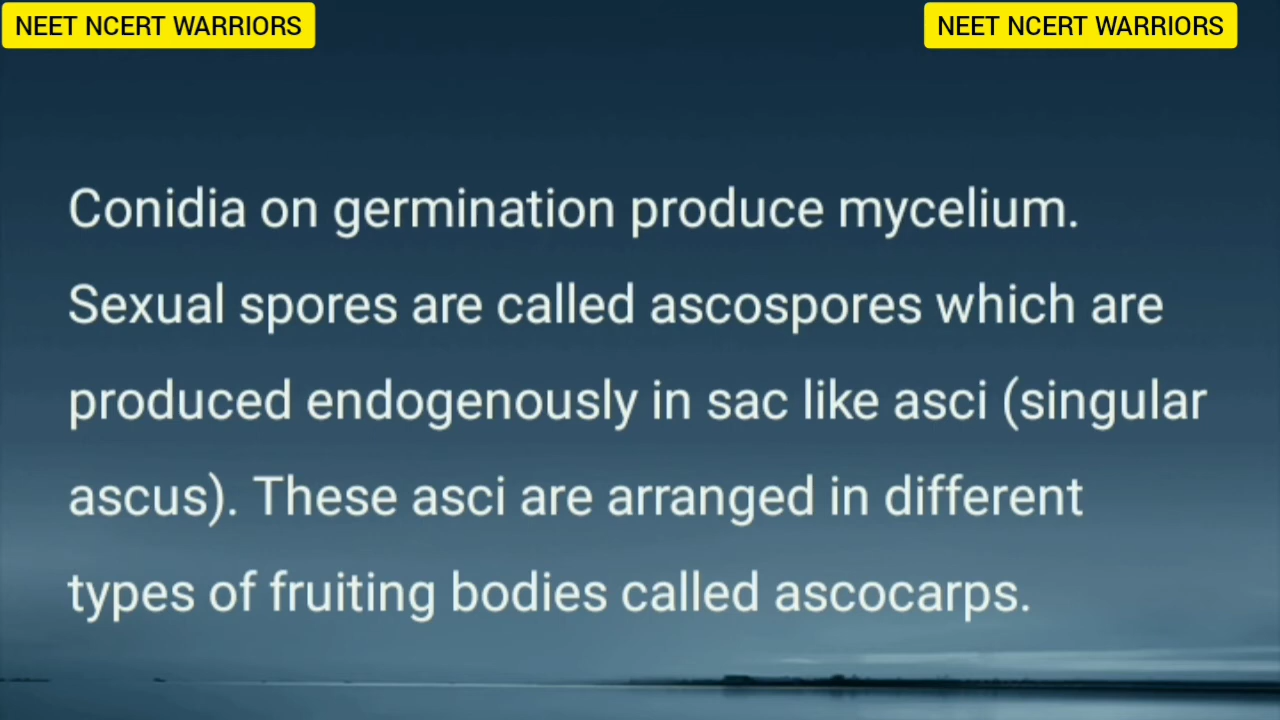 NEET NCERT WARRIORS NEET NCERT WARRIORS
Conidia on germination produce mycelium.
Sexual spores are called ascospores which are
produced endogenously in sac like asci (singular
ascus). These asci are arranged in different
types of fruiting bodies called ascocarps.